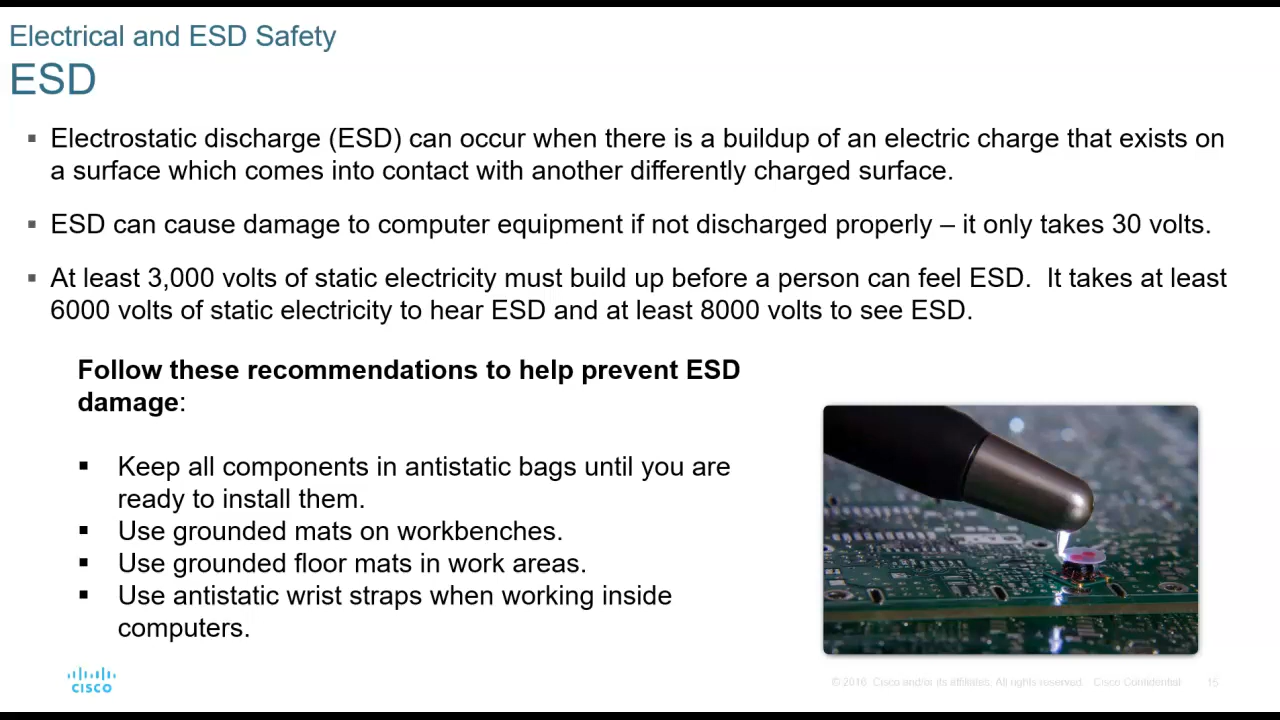 Electrical and ESD Safety
ESD
▪ Electrostatic discharge (ESD) can occur when there is a buildup of an electric charge that exists on
a surface which comes into contact with another differently charged surface.
▪ ESD can cause damage to computer equipment if not discharged properly – it only takes 30 volts.
▪ At least 3,000 volts of static electricity must build up before a person can feel ESD.  It takes at least
6000 volts of static electricity to hear ESD and at least 8000 volts to see ESD.
Follow these recommendations to help prevent ESD
damage:
▪ Keep all components in antistatic bags until you are
ready to install them.
▪ Use grounded mats on workbenches.
▪ Use grounded floor mats in work areas.
▪ Use antistatic wrist straps when working inside
computers.
CISCO
© 2016 Cisco and/or its affiliates. All rights reserved. Cisco Confidential 15